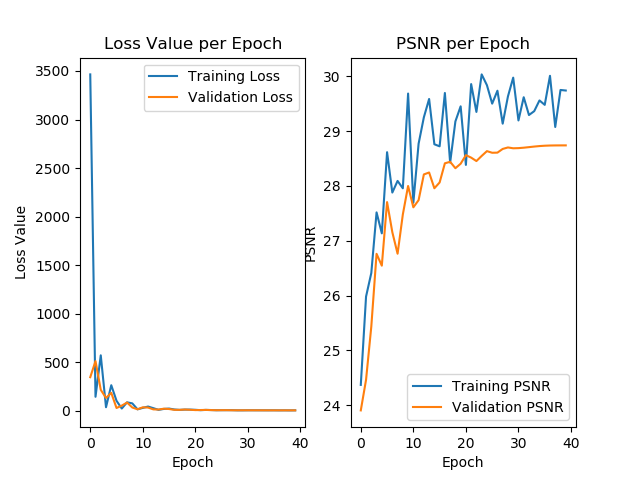 Loss Value per Epoch
Loss Value
3500
3000
2500
2000
1500
1000
500
0
Training Loss
Validation Loss
0 10 20 30 40
Epoch
PSNR per Epoch
PSNR
30
29
28
27
26
25
24
Training PSNR
Validation PSNR
0 10 20 30 40
Epoch